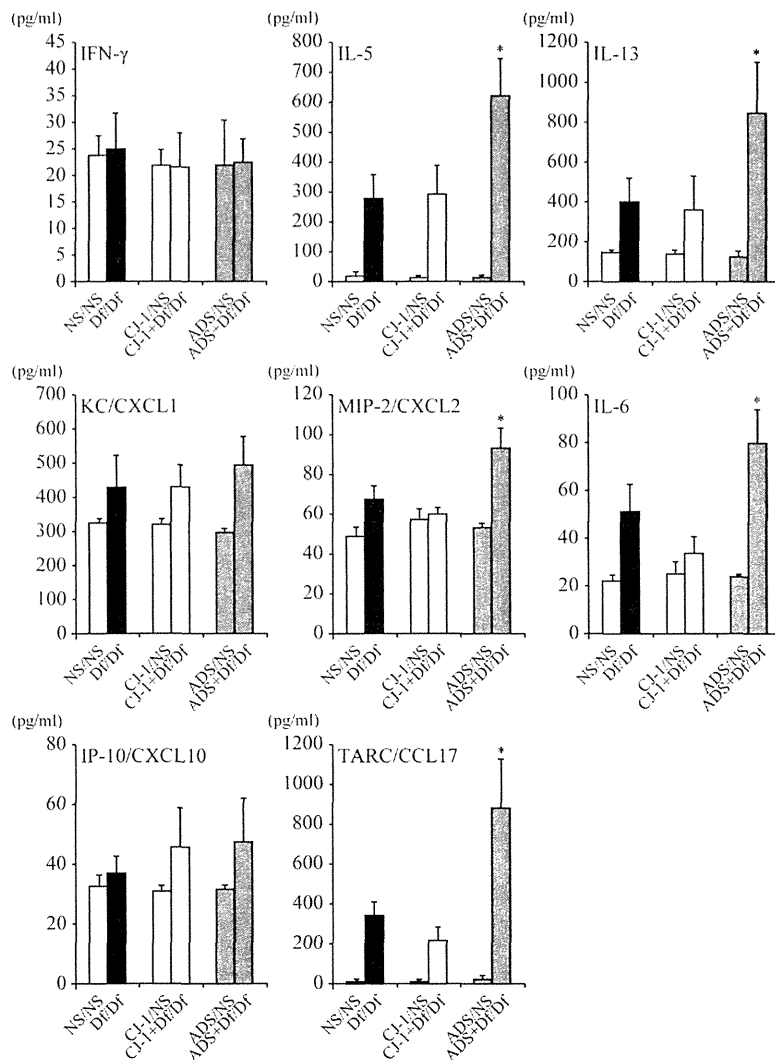 (pg/ml) (pg/ml) (pg/ml)
IFN-γ
45
40
35
30
25
20
15
10
5
0
NS/NS
Df/Df
CJ-1/NS
CJ-1+Df/Df
ADS/NS
ADS+Df/Df
IL-5
*
800
700
600
500
400
300
200
100
0
NS/NS
Df/Df
CJ-1/NS
CJ-1+Df/Df
ADS/NS
ADS+Df/Df
IL-13
*
1200
1000
800
600
400
200
0
NS/NS
Df/Df
CJ-1/NS
CJ-1+Df/Df
ADS/NS
ADS+Df/Df
(pg/ml) (pg/ml) (pg/ml)
KC/CXCL1
700
600
500
400
300
200
100
0
NS/NS
Df/Df
CJ-1/NS
CJ-1+Df/Df
ADS/NS
ADS+Df/Df
MIP-2/CXCL2
*
120
100
80
60
40
20
0
NS/NS
Df/Df
CJ-1/NS
CJ-1+Df/Df
ADS/NS
ADS+Df/Df
IL-6
*
100
80
60
40
20
0
NS/NS
Df/Df
CJ-1/NS
CJ-1+Df/Df
ADS/NS
ADS+Df/Df
(pg/ml) (pg/ml)
IP-10/CXCL10
80
60
40
20
0
NS/NS
Df/Df
CJ-1/NS
CJ-1+Df/Df
ADS/NS
ADS+Df/Df
TARC/CCL17
*
1200
1000
800
600
400
200
0
NS/NS
Df/Df
CJ-1/NS
CJ-1+Df/Df
ADS/NS
ADS+Df/Df